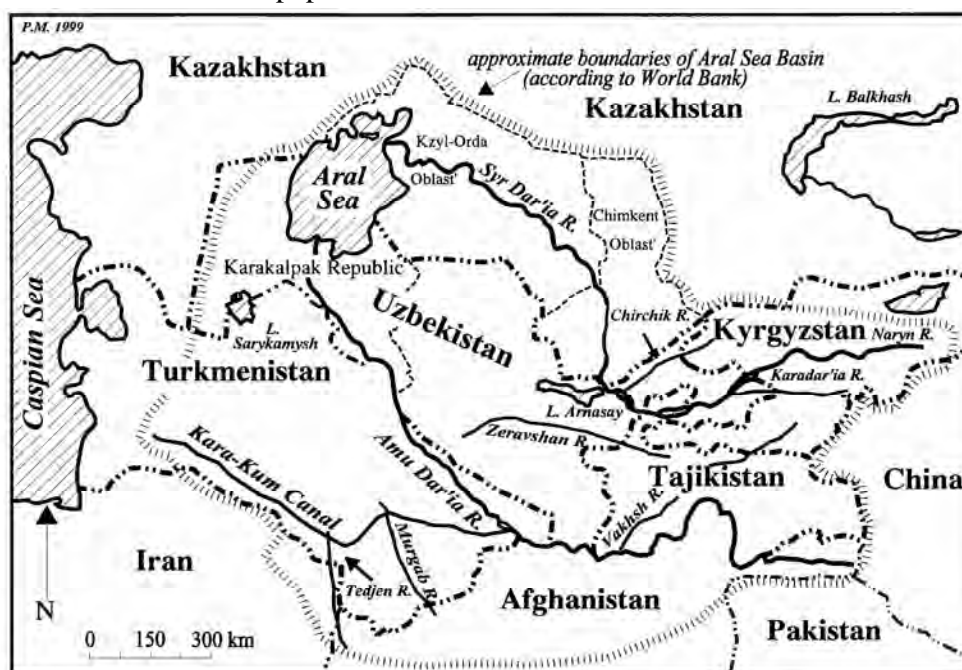 P.M. 1999
Kazakhstan
approximate boundaries of Aral Sea Basin
(according to World Bank)
Kazakhstan
L. Balkhash
Aral
Sea
Kzyl-Orda
Oblast'
Syr Dar'ia R.
Chimkent
Oblast'
Caspian Sea
Karakalpak Republic
Uzbekistan
L.
Sarykamysh
Chirchik R.
Kyrgyzstan
Naryn R.
Karadar'ia R.
Turkmenistan
L. Arnasay
Zeravshan R.
Tajikistan
China
Kara-Kum Canal
Amu Dar'ia R.
Vakhsh R.
Murgab R.
Iran
Tedjen R.
Afghanistan
Pakistan
N
0 150 300 km